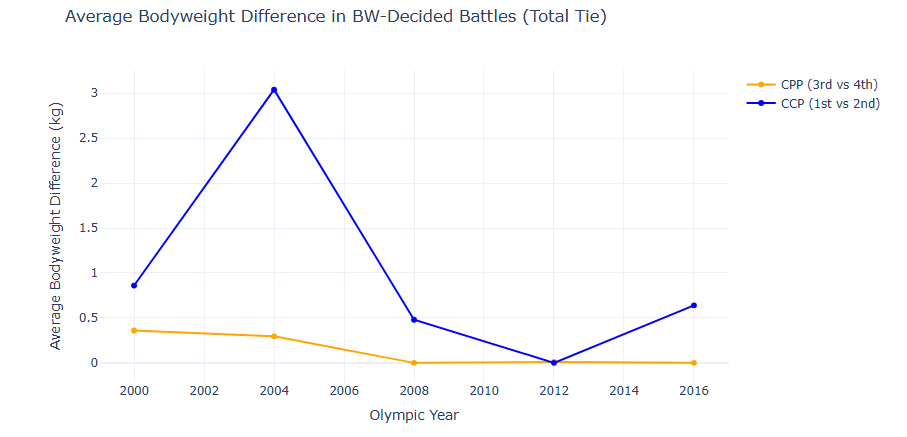 Average Bodyweight Difference in BW-Decided Battles (Total Tie)
CPP (3rd vs 4th)
CCP (1st vs 2nd)
Average Bodyweight Difference (kg)
3
2.5
2
1.5
1
0.5
0
2000 2002 2004 2006 2008 2010 2012 2014 2016
Olympic Year